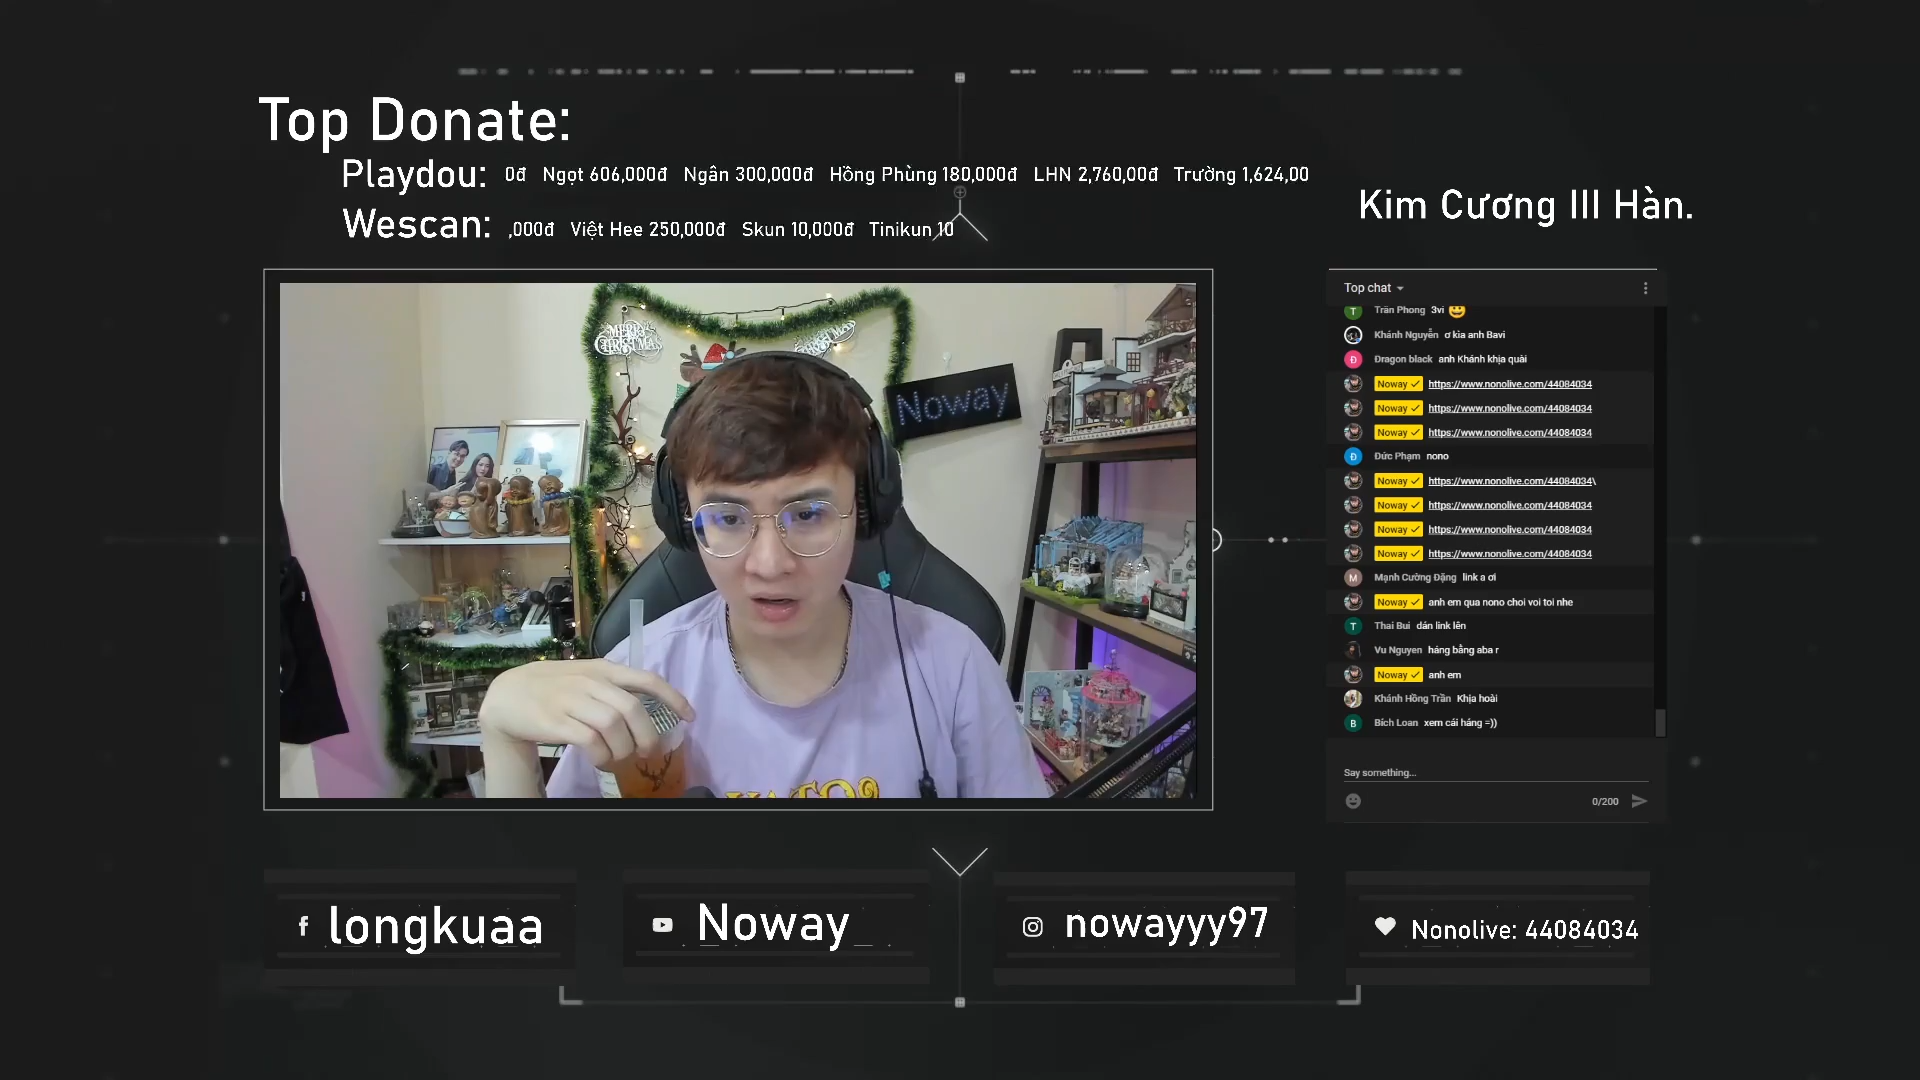 Top Donate:
Playdou: 0đ Ngọt 606,000đ Ngân 300,000đ Hồng Phùng 180,000đ LHN 2,760,00đ Trường 1,624,00
Wescan: ,000đ Việt Hee 250,000đ Skun 10,000đ Tinikun 10
Kim Cương III Hàn.
MERRY CHRISTMAS
Noway
Top chat
Trần Phong 3vi 😀
Khánh Nguyễn ơ kìa anh Bavi
Đragon black anh Khánh khịa quài
Noway ✓ https://www.nonolive.com/44084034
Noway ✓ https://www.nonolive.com/44084034
Noway ✓ https://www.nonolive.com/44084034
Đức Phạm nono
Noway ✓ https://www.nonolive.com/44084034\
Noway ✓ https://www.nonolive.com/44084034
Noway ✓ https://www.nonolive.com/44084034
Noway ✓ https://www.nonolive.com/44084034
Mạnh Cường Đặng link a ơi
Noway ✓ anh em qua nono choi voi toi nhe
Thai Bui dán link lên
Vu Nguyen háng bằng aba r
Noway ✓ anh em
Khánh Hồng Trần Khịa hoài
Bích Loan xem cái háng =))
Say something...
0/200
longkuaa
Noway
nowayyy97
Nonolive: 44084034